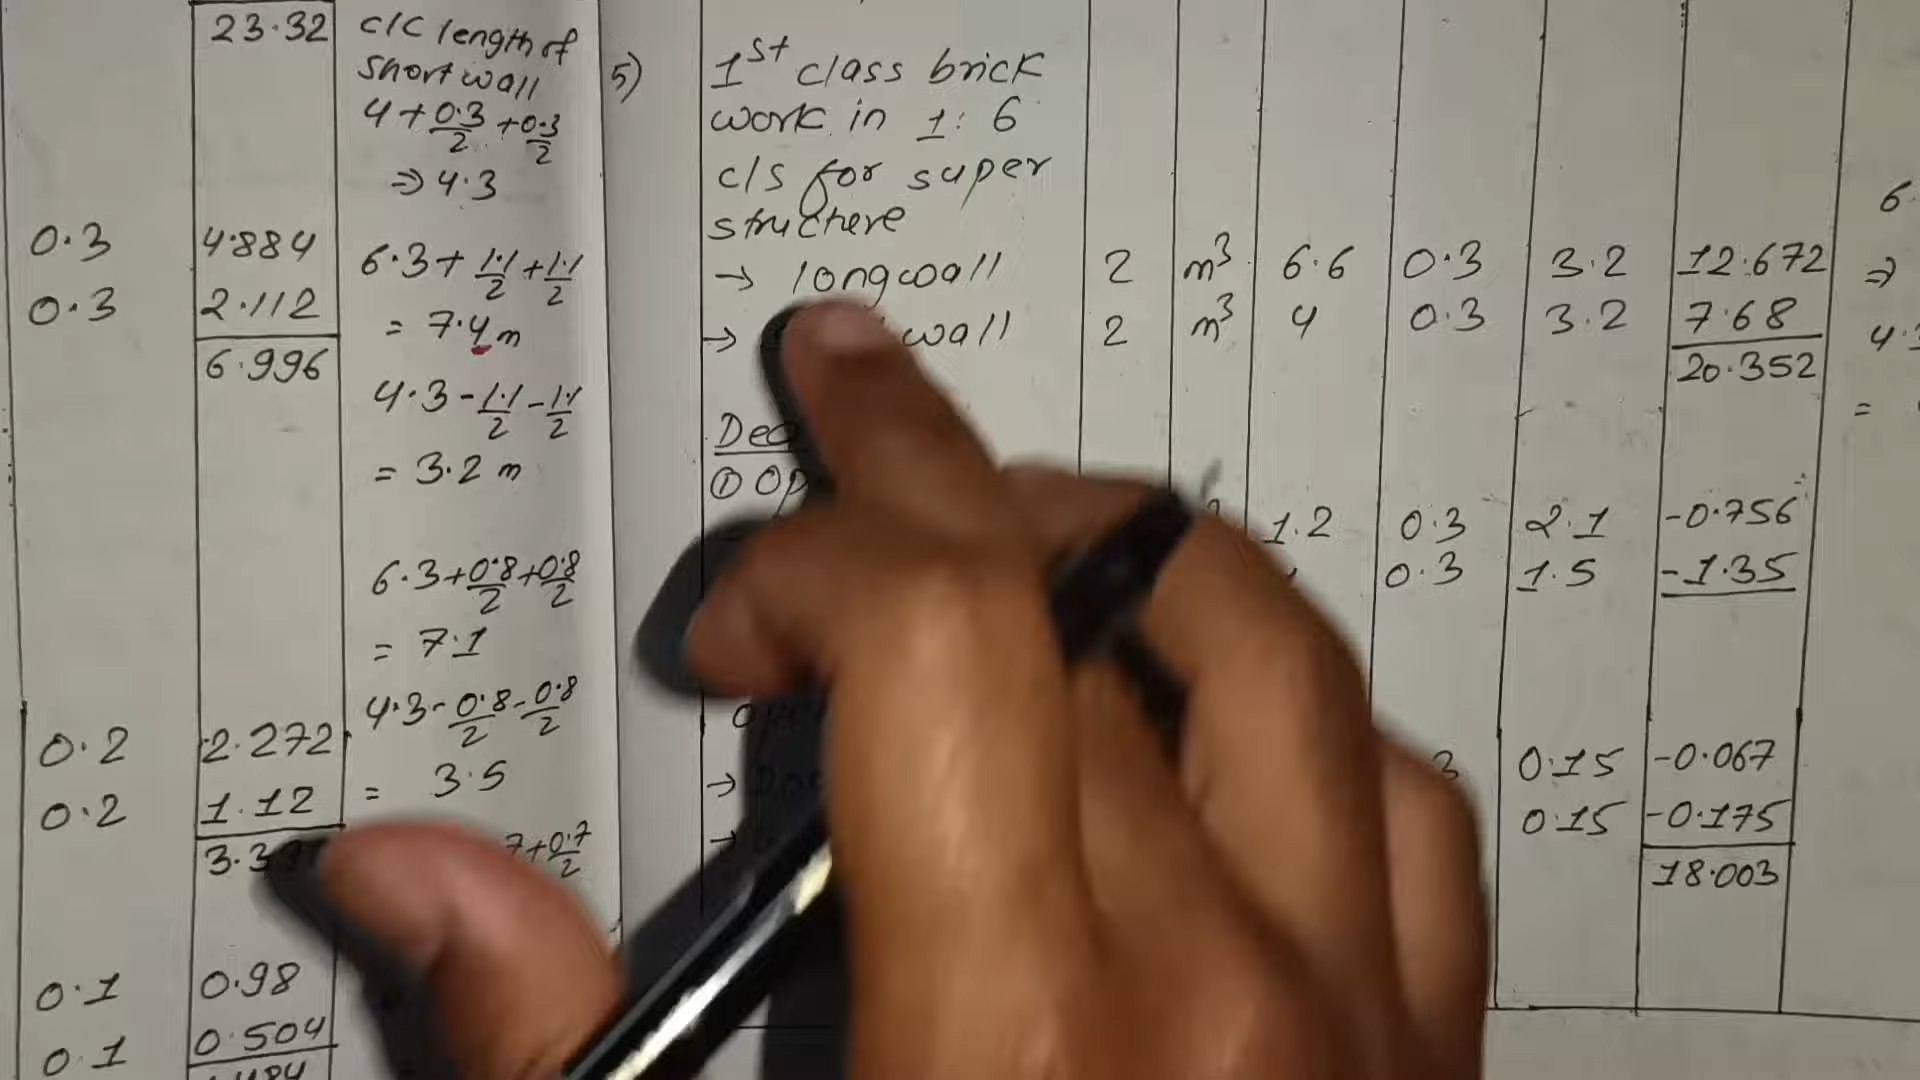 23.32
c/c length of
short wall
4 + 0.3/2 + 0.3/2
⇒ 4.3
0.3 4.884
0.3 2.112
6.996
6.3 + 1.1/2 + 1.1/2
= 7.4 m
4.3 - 1.1/2 - 1.1/2
= 3.2 m
6.3 + 0.8/2 + 0.8/2
= 7.1
4.3 - 0.8/2 - 0.8/2
= 3.5
0.2 2.272
0.2 1.12
7 + 0.7/2
0.1 0.98
0.1 0.504
5) 1st class brick
work in 1:6
c/s for super
structure
→ long wall 2 m³ 6.6 0.3 3.2 12.672
→ wall 2 m³ 4 0.3 3.2 7.68
20.352
① 1.2 0.3 2.1 -0.756
0.3 1.5 -1.35
→ 0.15 -0.067
→ 0.15 -0.175
18.003
⇒
=